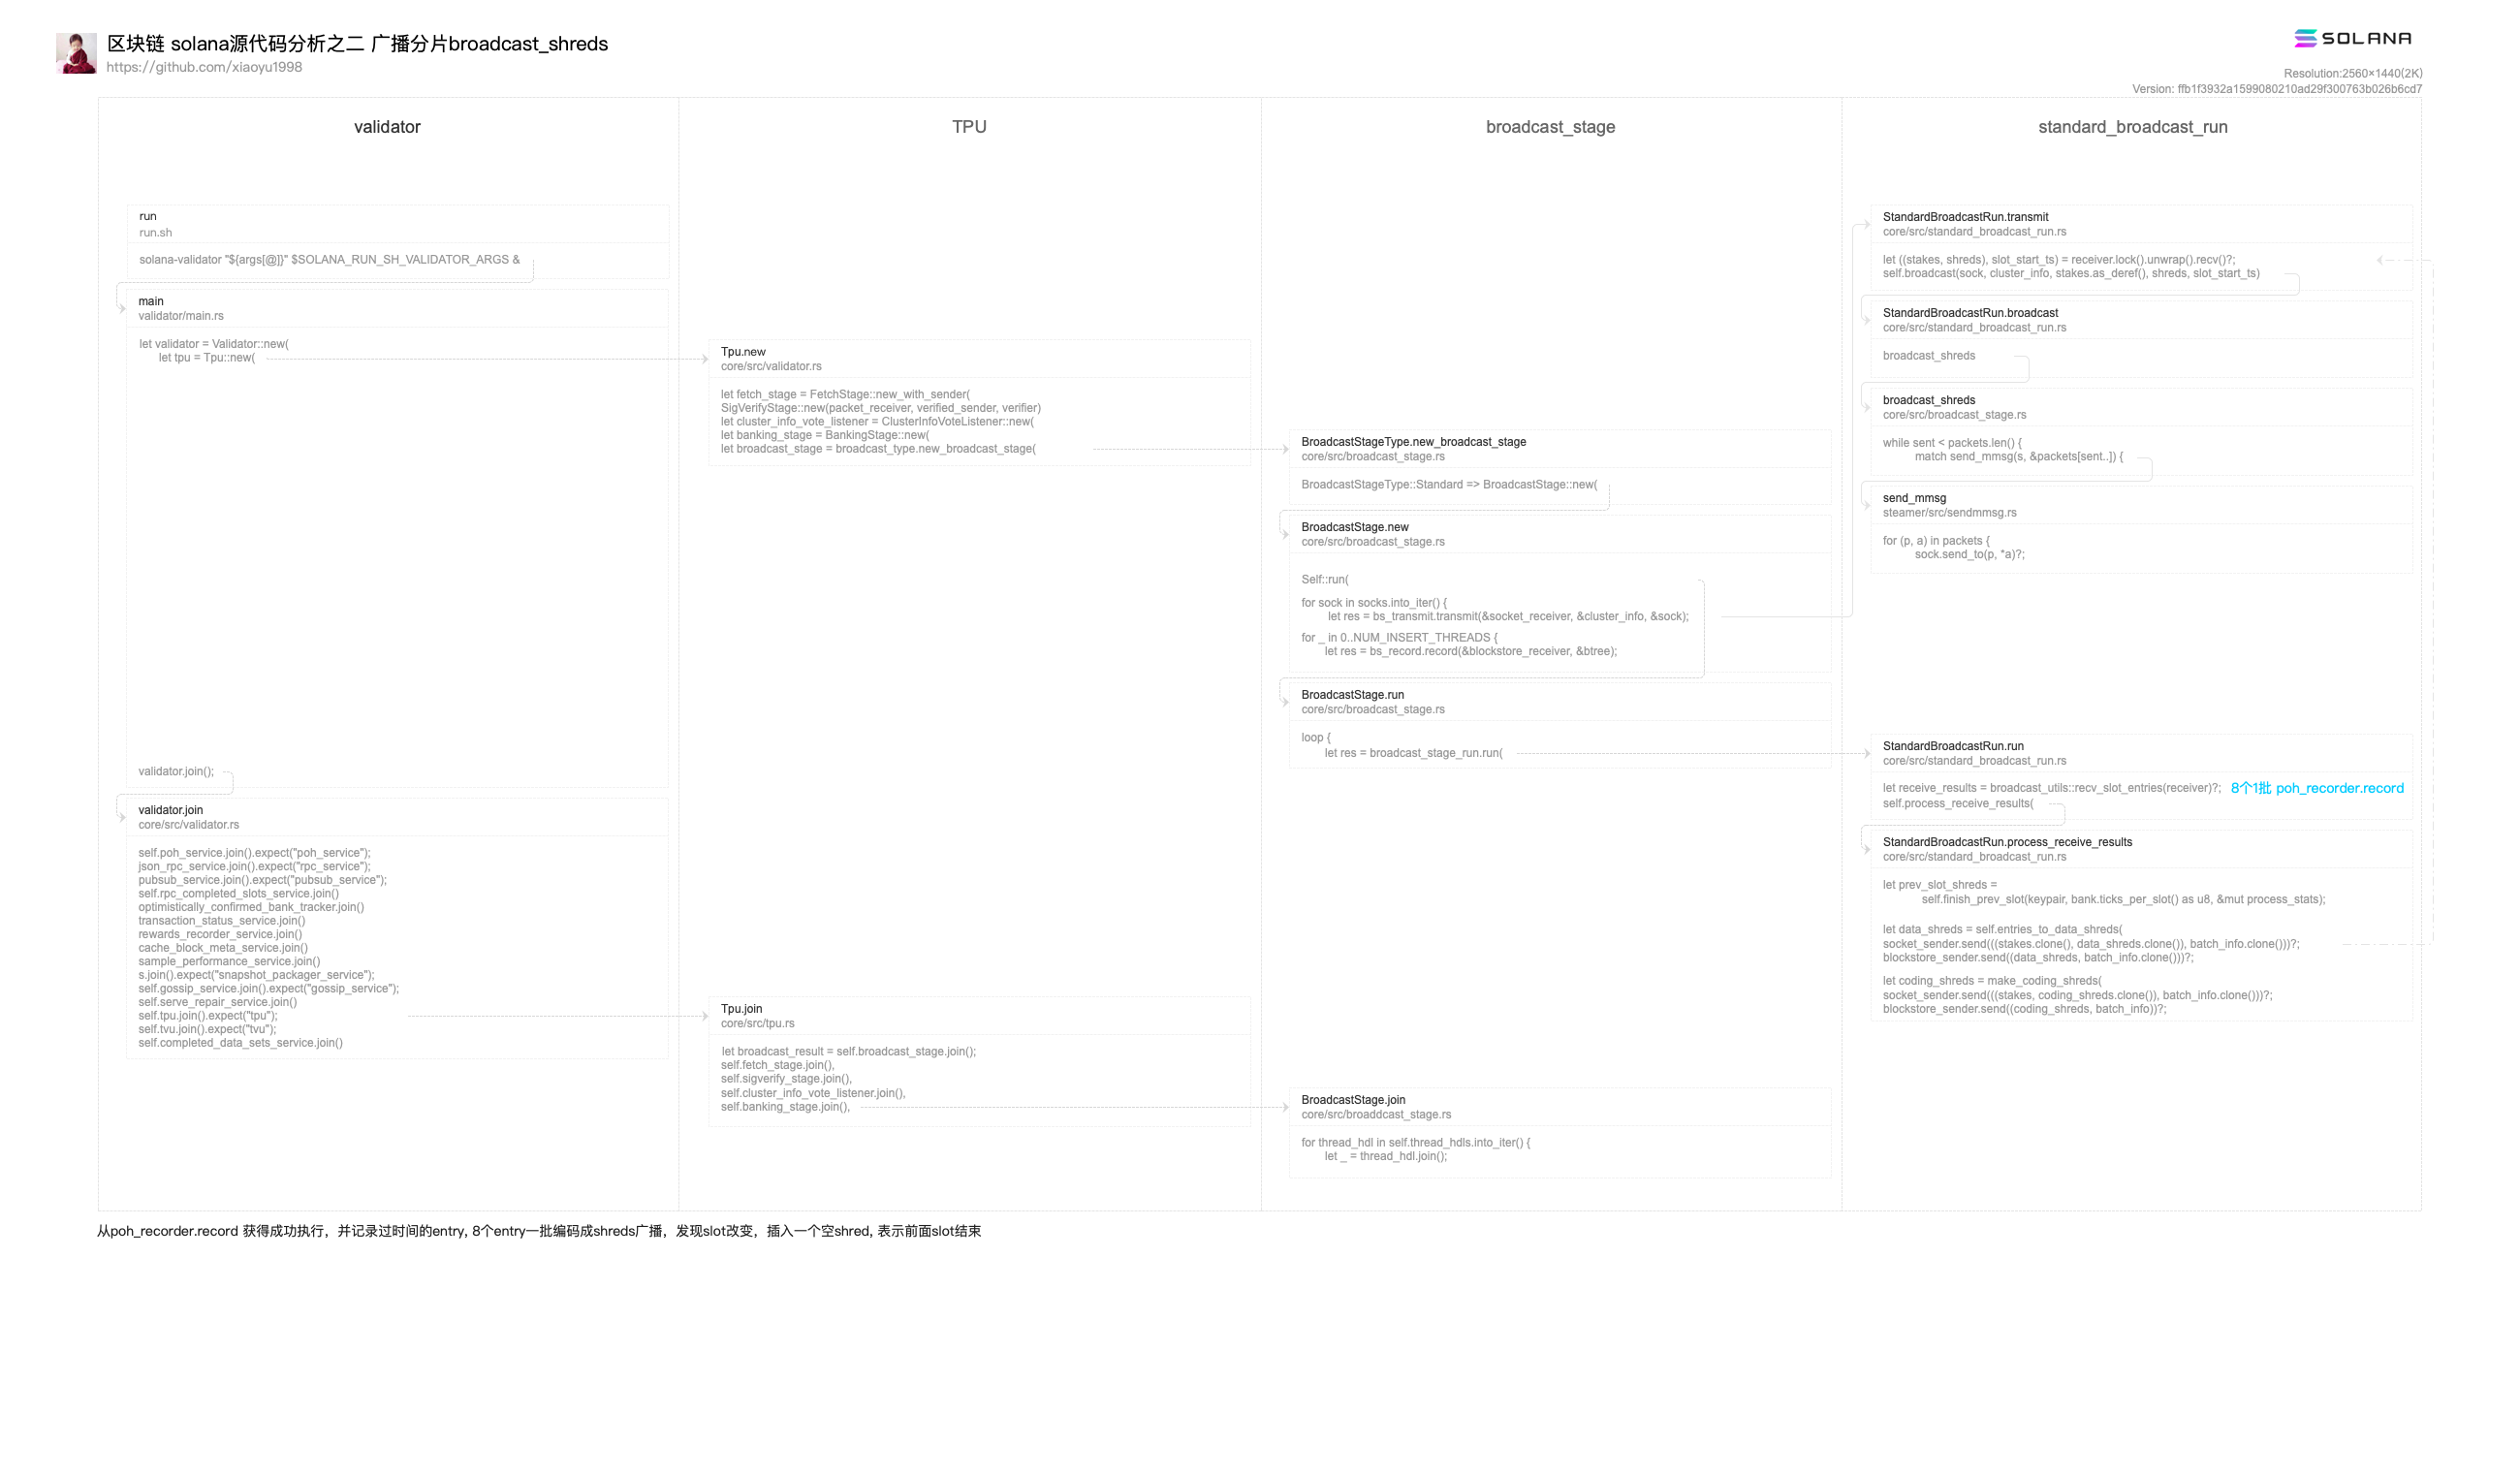 区块链 solana源代码分析之二 广播分片broadcast_shreds
https://github.com/xiaoyu1998
SOLANA
Resolution:2560×1440(2K)
Version: ffb1f3932a1599080210ad29f300763b026b6cd7
validator
run
run.sh
solana-validator "${args[@]}" $SOLANA_RUN_SH_VALIDATOR_ARGS &
main
validator/main.rs
let validator = Validator::new(
let tpu = Tpu::new(
validator.join();
validator.join
core/src/validator.rs
self.poh_service.join().expect("poh_service");
json_rpc_service.join().expect("rpc_service");
pubsub_service.join().expect("pubsub_service");
self.rpc_completed_slots_service.join()
optimistically_confirmed_bank_tracker.join()
transaction_status_service.join()
rewards_recorder_service.join()
cache_block_meta_service.join()
sample_performance_service.join()
s.join().expect("snapshot_packager_service");
self.gossip_service.join().expect("gossip_service");
self.serve_repair_service.join()
self.tpu.join().expect("tpu");
self.tvu.join().expect("tvu");
self.completed_data_sets_service.join()
TPU
Tpu.new
core/src/validator.rs
let fetch_stage = FetchStage::new_with_sender(
SigVerifyStage::new(packet_receiver, verified_sender, verifier)
let cluster_info_vote_listener = ClusterInfoVoteListener::new(
let banking_stage = BankingStage::new(
let broadcast_stage = broadcast_type.new_broadcast_stage(
Tpu.join
core/src/tpu.rs
let broadcast_result = self.broadcast_stage.join();
self.fetch_stage.join(),
self.sigverify_stage.join(),
self.cluster_info_vote_listener.join(),
self.banking_stage.join(),
broadcast_stage
BroadcastStageType.new_broadcast_stage
core/src/broadcast_stage.rs
BroadcastStageType::Standard => BroadcastStage::new(
BroadcastStage.new
core/src/broadcast_stage.rs
Self::run(
for sock in socks.into_iter() {
let res = bs_transmit.transmit(&socket_receiver, &cluster_info, &sock);
for _ in 0..NUM_INSERT_THREADS {
let res = bs_record.record(&blockstore_receiver, &btree);
BroadcastStage.run
core/src/broadcast_stage.rs
loop {
let res = broadcast_stage_run.run(
BroadcastStage.join
core/src/broaddcast_stage.rs
for thread_hdl in self.thread_hdls.into_iter() {
let _ = thread_hdl.join();
standard_broadcast_run
StandardBroadcastRun.transmit
core/src/standard_broadcast_run.rs
let ((stakes, shreds), slot_start_ts) = receiver.lock().unwrap().recv()?;
self.broadcast(sock, cluster_info, stakes.as_deref(), shreds, slot_start_ts)
StandardBroadcastRun.broadcast
core/src/standard_broadcast_run.rs
broadcast_shreds
broadcast_shreds
core/src/broadcast_stage.rs
while sent < packets.len() {
match send_mmsg(s, &packets[sent..]) {
send_mmsg
steamer/src/sendmmsg.rs
for (p, a) in packets {
sock.send_to(p, *a)?;
StandardBroadcastRun.run
core/src/standard_broadcast_run.rs
let receive_results = broadcast_utils::recv_slot_entries(receiver)?; 8个1批 poh_recorder.record
self.process_receive_results(
StandardBroadcastRun.process_receive_results
core/src/standard_broadcast_run.rs
let prev_slot_shreds =
self.finish_prev_slot(keypair, bank.ticks_per_slot() as u8, &mut process_stats);
let data_shreds = self.entries_to_data_shreds(
socket_sender.send(((stakes.clone(), data_shreds.clone()), batch_info.clone()))?;
blockstore_sender.send((data_shreds, batch_info.clone()))?;
let coding_shreds = make_coding_shreds(
socket_sender.send(((stakes, coding_shreds.clone()), batch_info.clone()))?;
blockstore_sender.send((coding_shreds, batch_info))?;
从poh_recorder.record 获得成功执行，并记录过时间的entry, 8个entry一批编码成shreds广播，发现slot改变，插入一个空shred, 表示前面slot结束